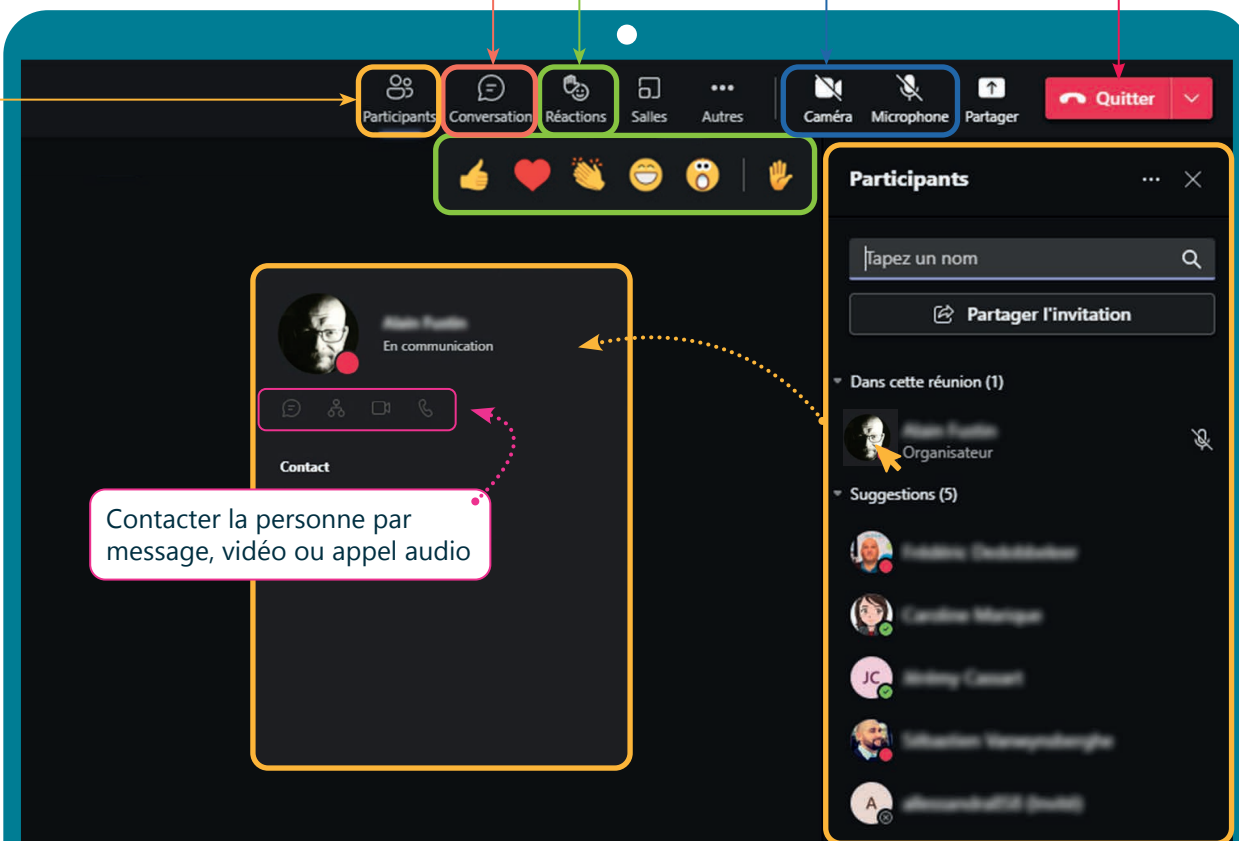 Participants
Conversation
Réactions
Salles
Autres
Caméra
Microphone
Partager
Quitter
Participants
Tapez un nom
Partager l'invitation
En communication
Dans cette réunion (1)
Organisateur
Contact
Suggestions (5)
Contacter la personne par
message, vidéo ou appel audio
JC
A